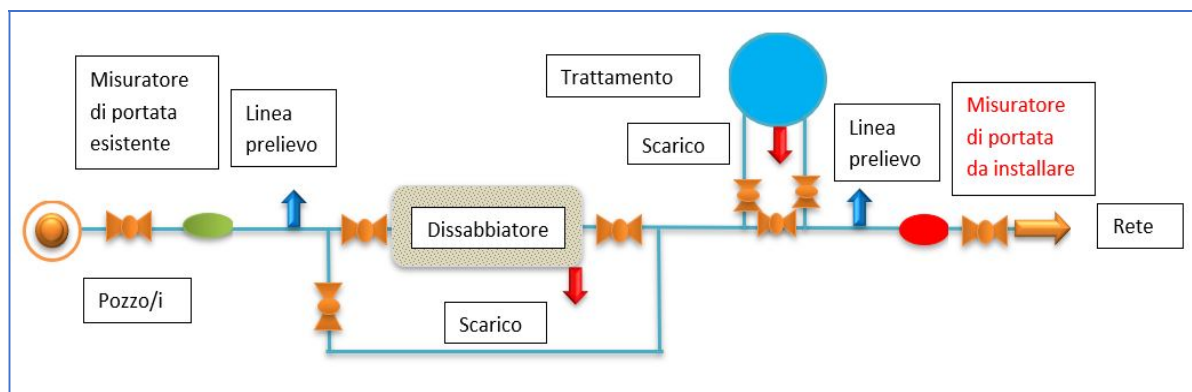 Misuratore
di portata
esistente
Linea
prelievo
Trattamento
Scarico
Linea
prelievo
Misuratore
di portata
da installare
Dissabbiatore
Rete
Pozzo/i
Scarico